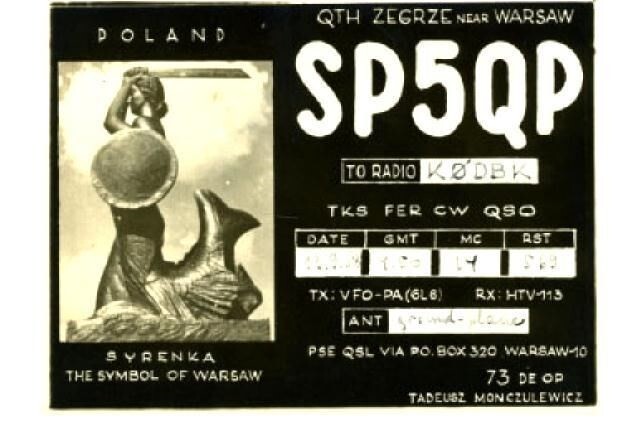 POLAND
SYRENKA
THE SYMBOL OF WARSAW
QTH ZEGRZE NEAR WARSAW
SP5QP
TO RADIO KØDBK
TKS FER CW QSO
DATE GMT MC RST
14 569
TX: VFO-PA(6L6) RX: HTV-113
ANT ground-plane
PSE QSL VIA P.O. BOX 320 WARSAW-10
73 DE OP
TADEUSZ MONCZULEWICZ